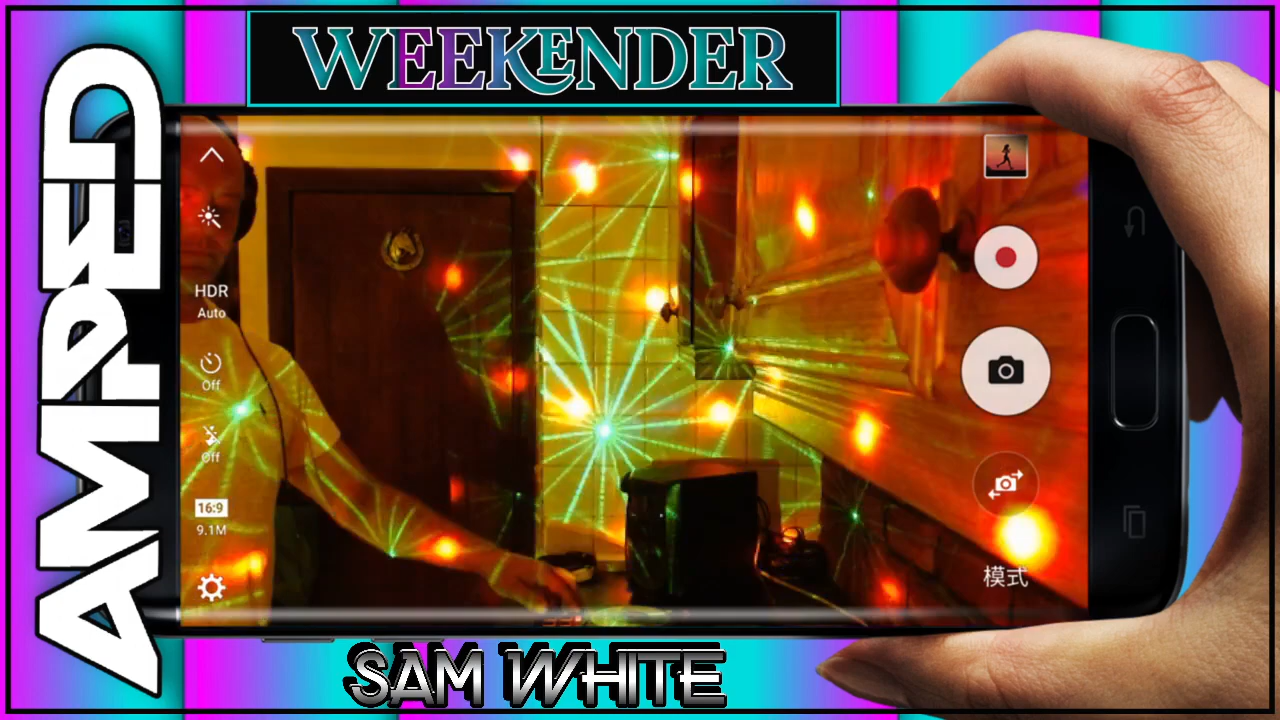 WEEKENDER
AMPED
HDR
Auto
Off
Off
16:9
9.1M
模式
SAM WHITE